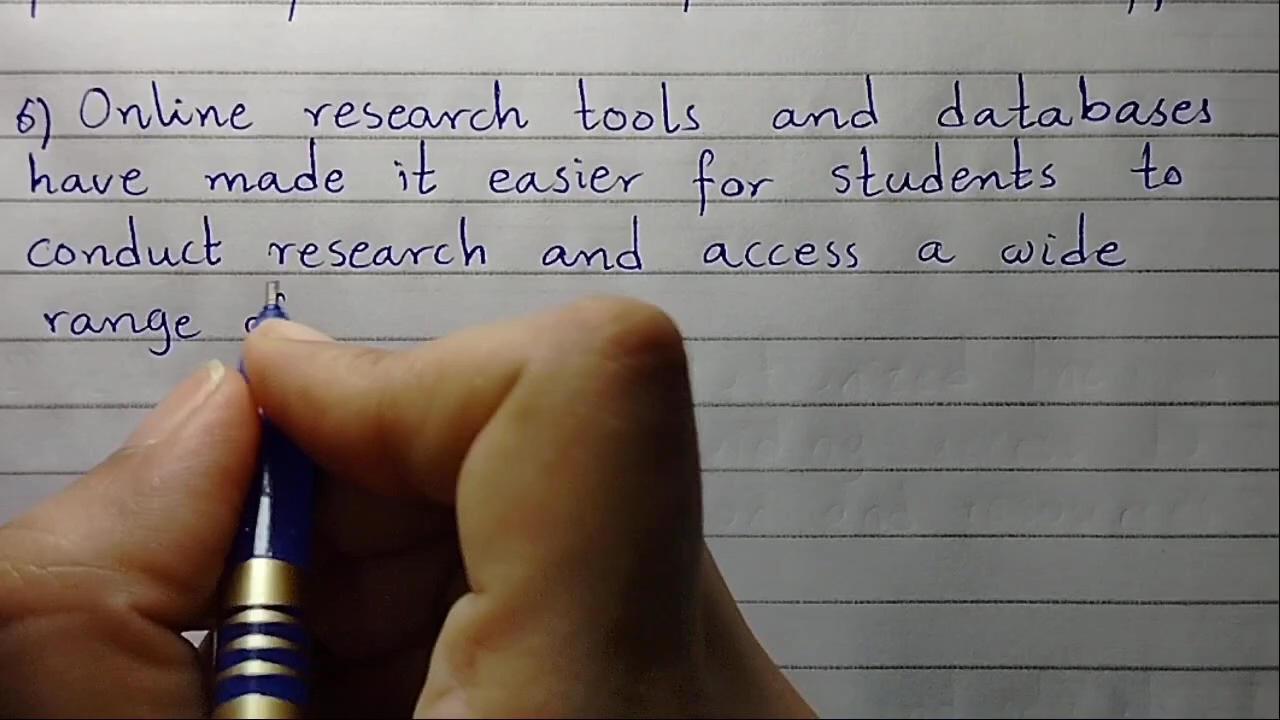 6) Online research tools and databases
have made it easier for students to
conduct research and access a wide
range